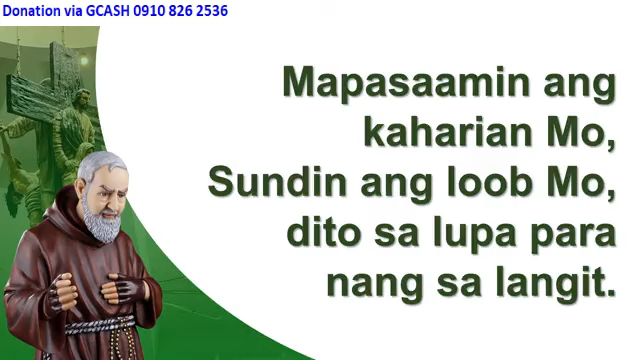 Donation via GCASH 0910 826 2536
Mapasaamin ang
kaharian Mo,
Sundin ang loob Mo,
dito sa lupa para
nang sa langit.